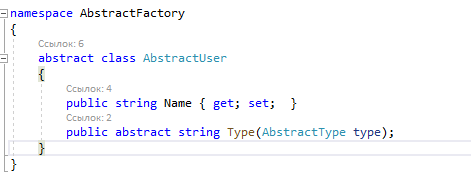 namespace AbstractFactory
{
Ссылок: 6
abstract class AbstractUser
{
Ссылок: 4
public string Name { get; set;  }
Ссылок: 2
public abstract string Type(AbstractType type);
}
}